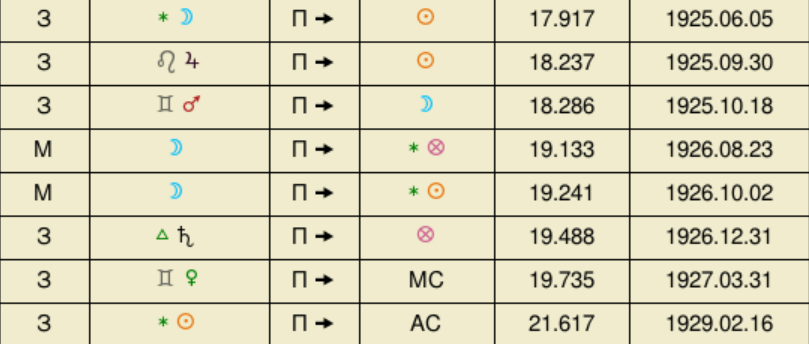 З * ☽ П → ☉ 17.917 1925.06.05
З ♌ ♃ П → ☉ 18.237 1925.09.30
З ♊ ♂ П → ☽ 18.286 1925.10.18
М ☽ П → * ⊗ 19.133 1926.08.23
М ☽ П → * ☉ 19.241 1926.10.02
З △ ♄ П → ⊗ 19.488 1926.12.31
З ♊ ♀ П → MC 19.735 1927.03.31
З * ☉ П → AC 21.617 1929.02.16